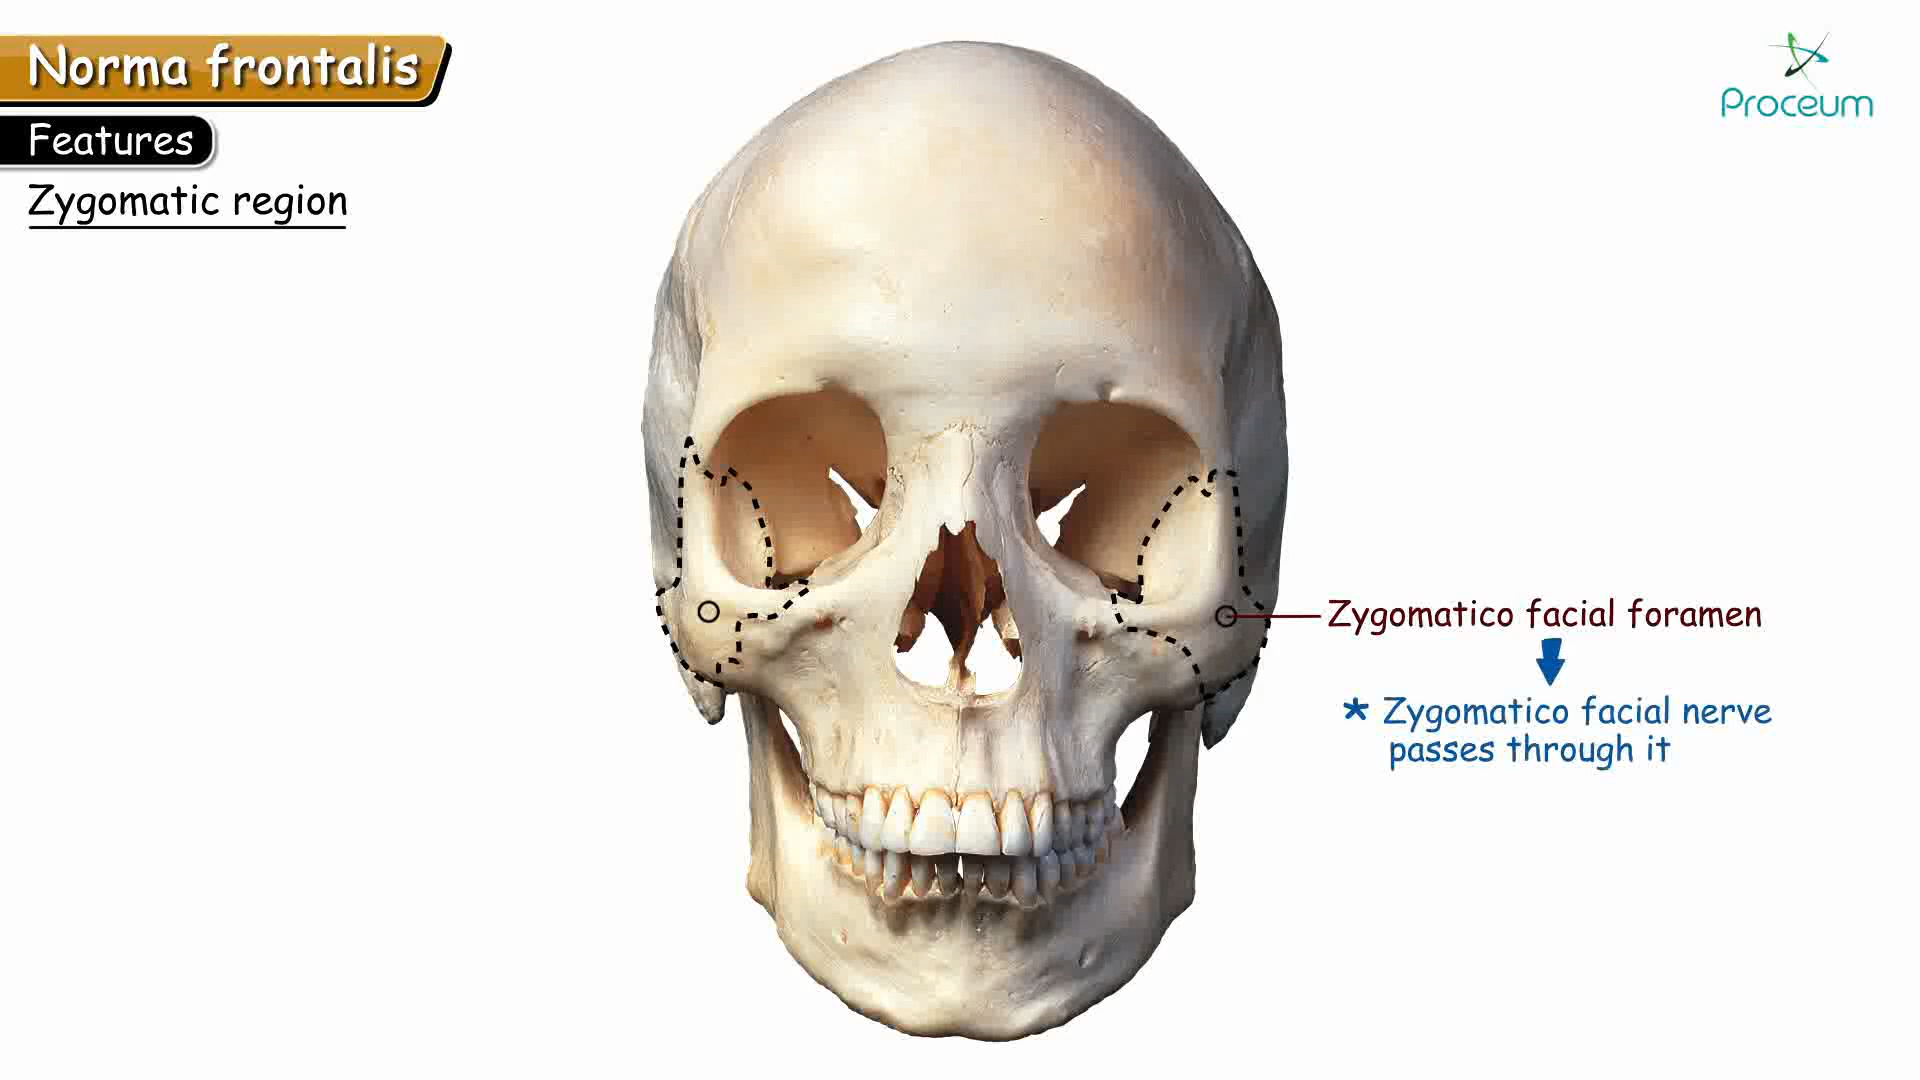 Norma frontalis
Features
Zygomatic region
Proceum
Zygomatico facial foramen
* Zygomatico facial nerve
passes through it